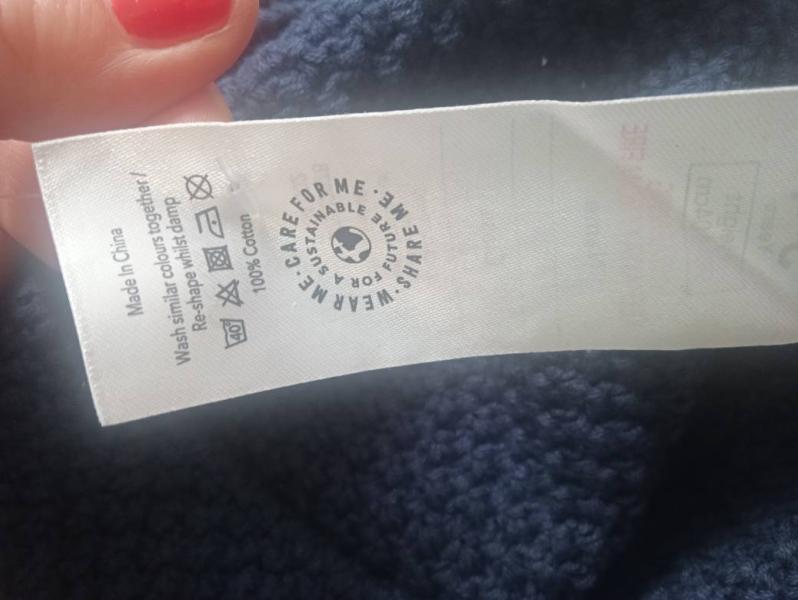 WEAR ME · CARE FOR ME · SHARE ME ·
FOR A SUSTAINABLE FUTURE
100% Cotton
40°
Re-shape whilst damp
Wash similar colours together /
Made In China